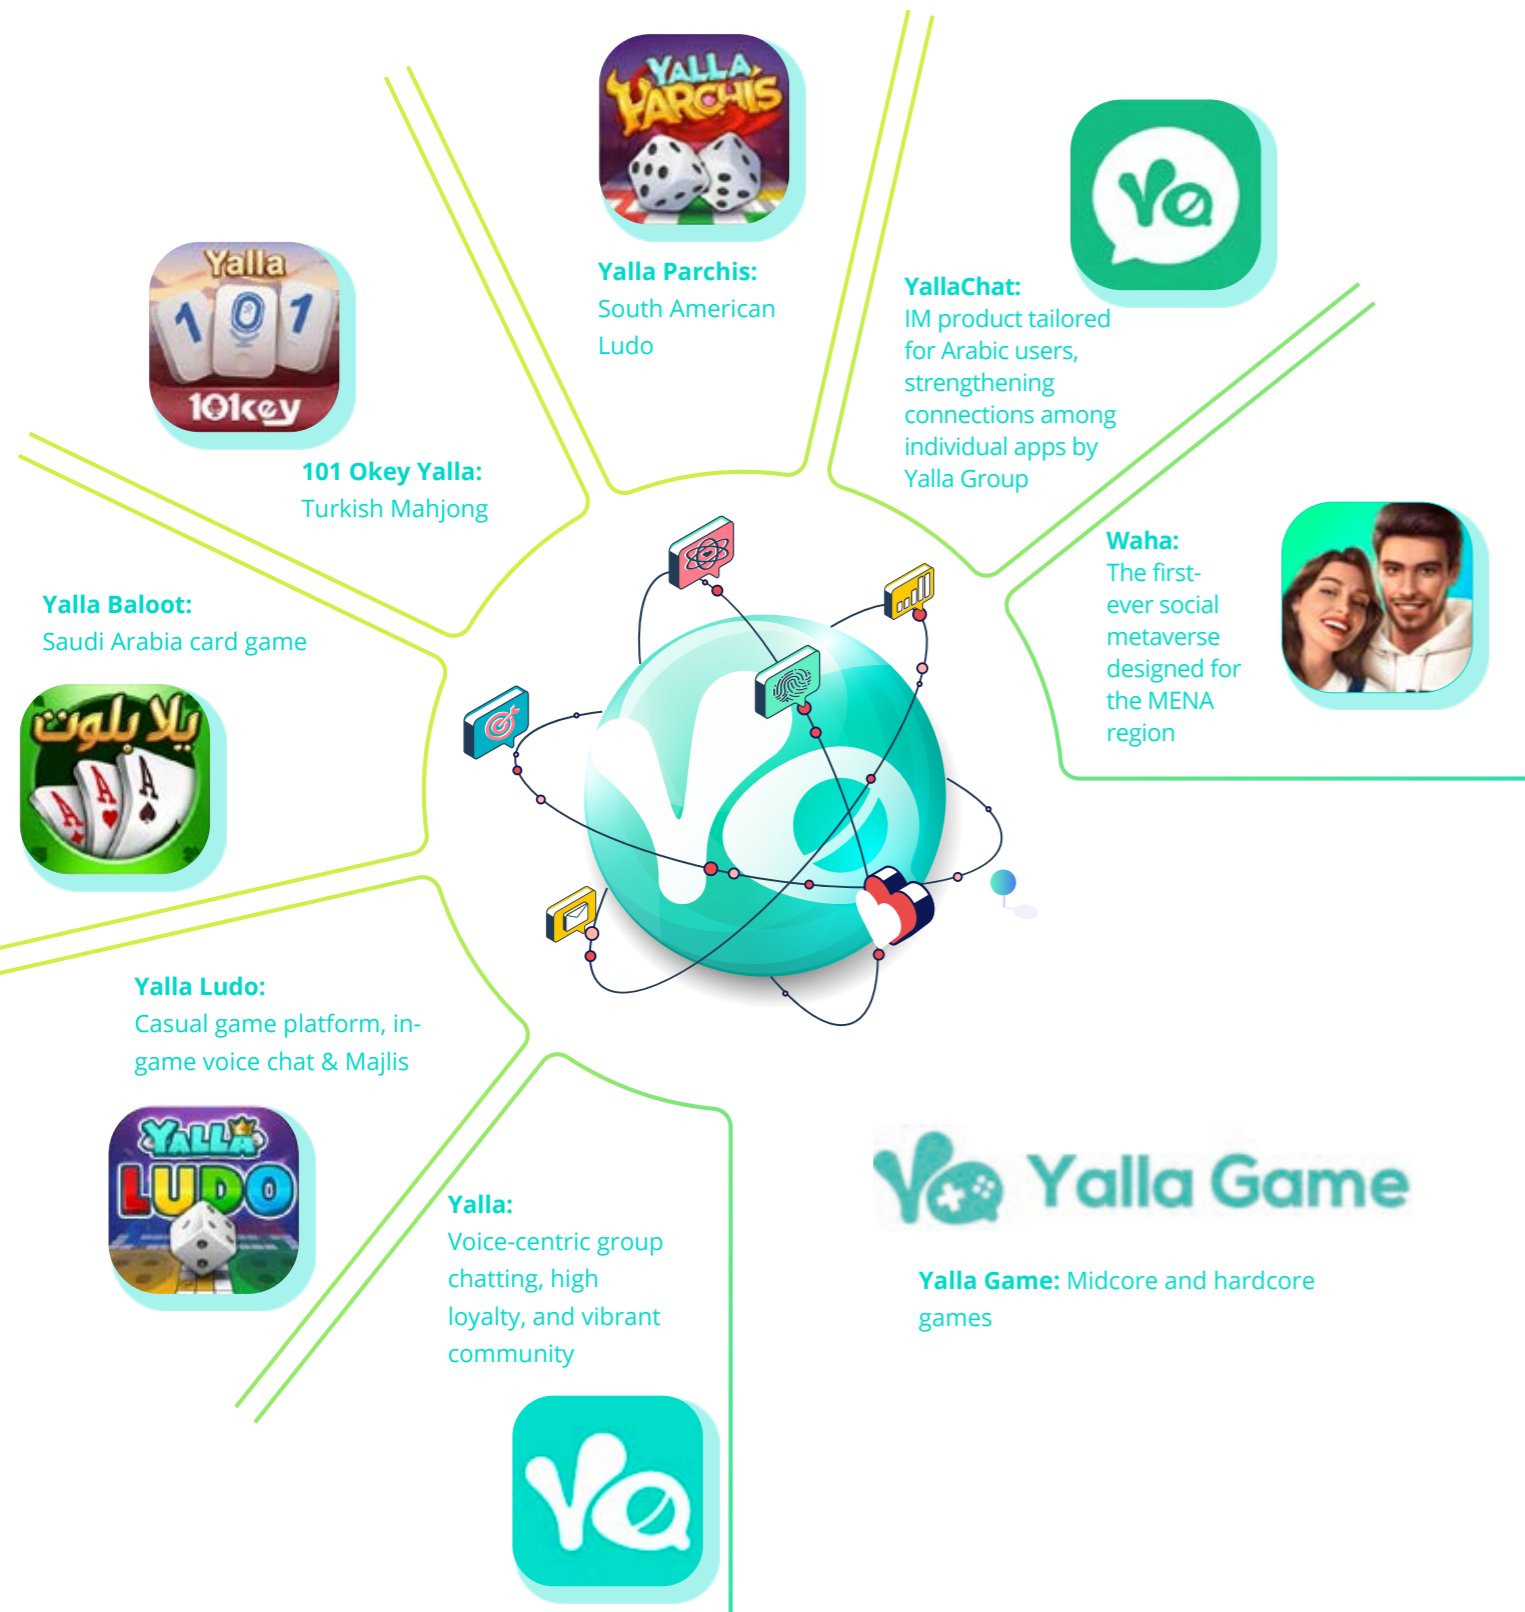 YALLA
PARCHIS
Yalla Parchis:
South American
Ludo
Ya
YallaChat:
IM product tailored
for Arabic users,
strengthening
connections among
individual apps by
Yalla Group
Yalla
101
101key
101 Okey Yalla:
Turkish Mahjong
Waha:
The first-
ever social
metaverse
designed for
the MENA
region
Yalla Baloot:
Saudi Arabia card game
يلا بلوت
A A A
Ya
Yalla Ludo:
Casual game platform, in-
game voice chat & Majlis
YALLA
LUDO
Yalla:
Voice-centric group
chatting, high
loyalty, and vibrant
community
Ya
Ya Yalla Game
Yalla Game: Midcore and hardcore
games